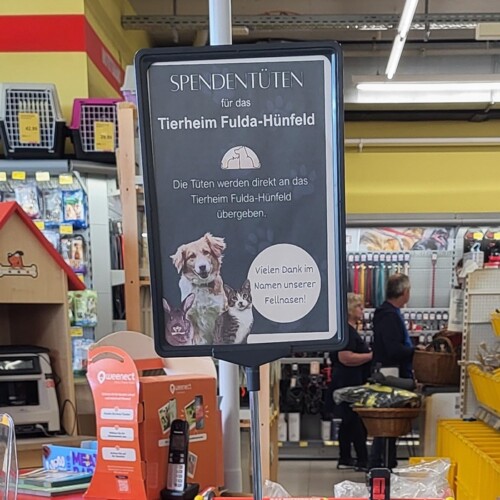 SPENDENTÜTEN
für das
Tierheim Fulda-Hünfeld
Die Tüten werden direkt an das
Tierheim Fulda-Hünfeld
übergeben.
Vielen Dank im
Namen unserer
Fellnasen!
weenect